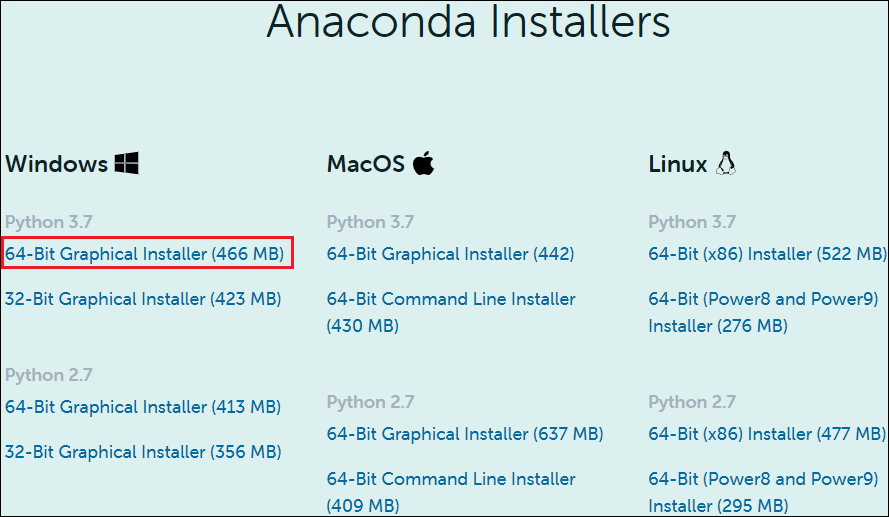 Anaconda Installers
Windows
Python 3.7
64-Bit Graphical Installer (466 MB)
32-Bit Graphical Installer (423 MB)
Python 2.7
64-Bit Graphical Installer (413 MB)
32-Bit Graphical Installer (356 MB)
MacOS
Python 3.7
64-Bit Graphical Installer (442)
64-Bit Command Line Installer
(430 MB)
Python 2.7
64-Bit Graphical Installer (637 MB)
64-Bit Command Line Installer
(409 MB)
Linux
Python 3.7
64-Bit (x86) Installer (522 MB)
64-Bit (Power8 and Power9)
Installer (276 MB)
Python 2.7
64-Bit (x86) Installer (477 MB)
64-Bit (Power8 and Power9)
Installer (295 MB)